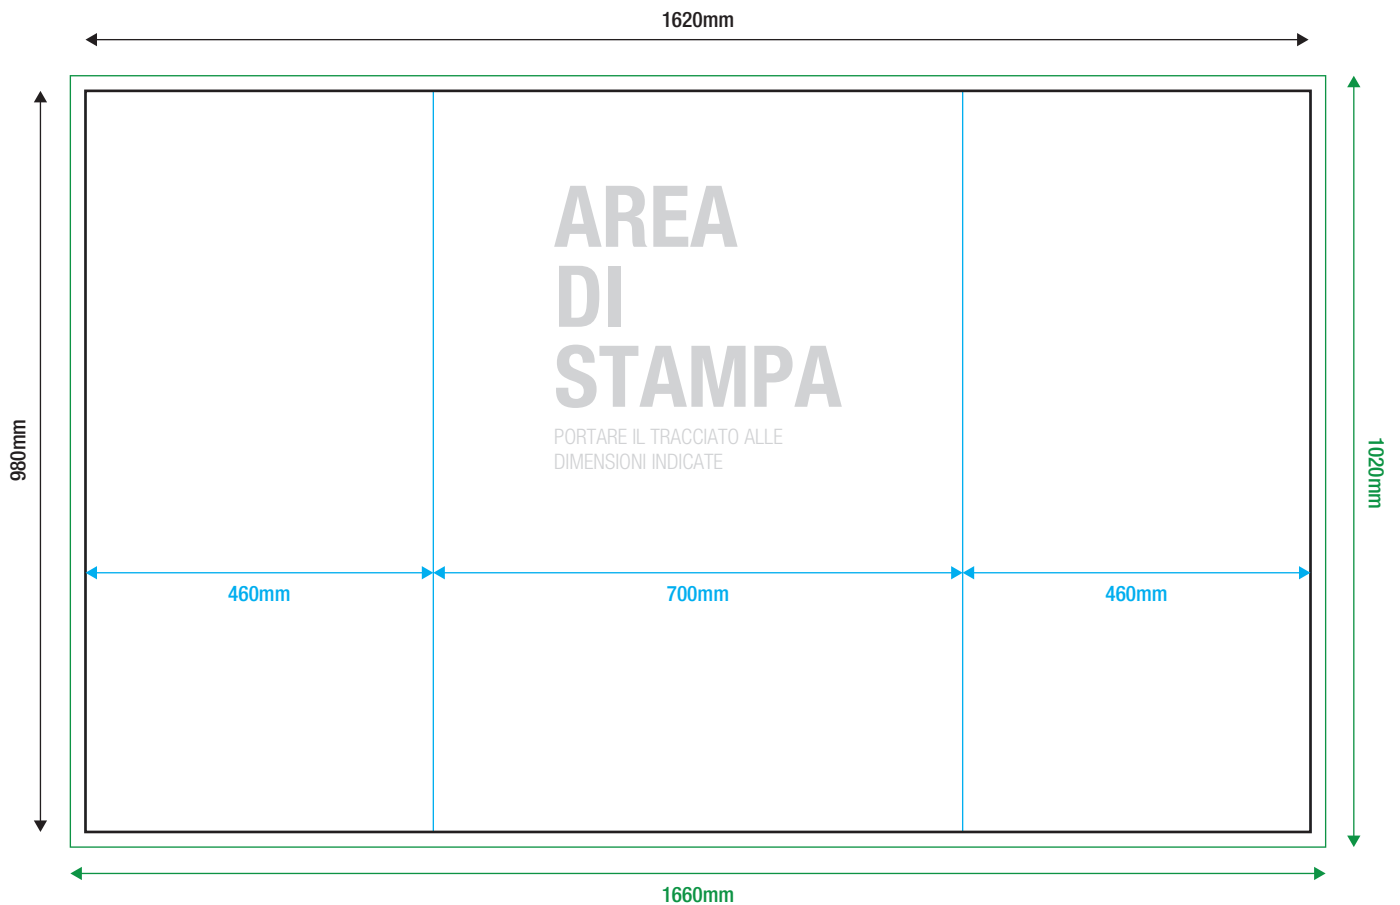 1620mm
AREA
DI
STAMPA
PORTARE IL TRACCIATO ALLE
DIMENSIONI INDICATE
980mm
1020mm
460mm
700mm
460mm
1660mm